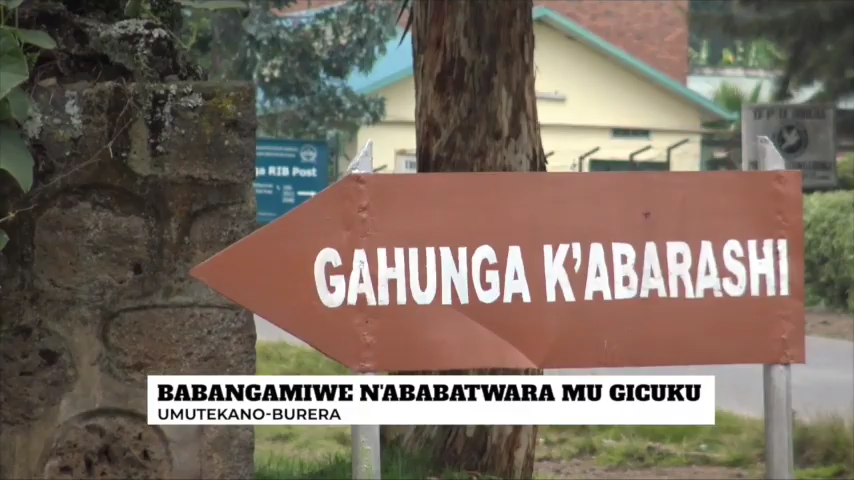 ga RIB Post
GAHUNGA K'ABARASHI
BABANGAMIWE N'ABABATWARA MU GICUKU
UMUTEKANO-BURERA